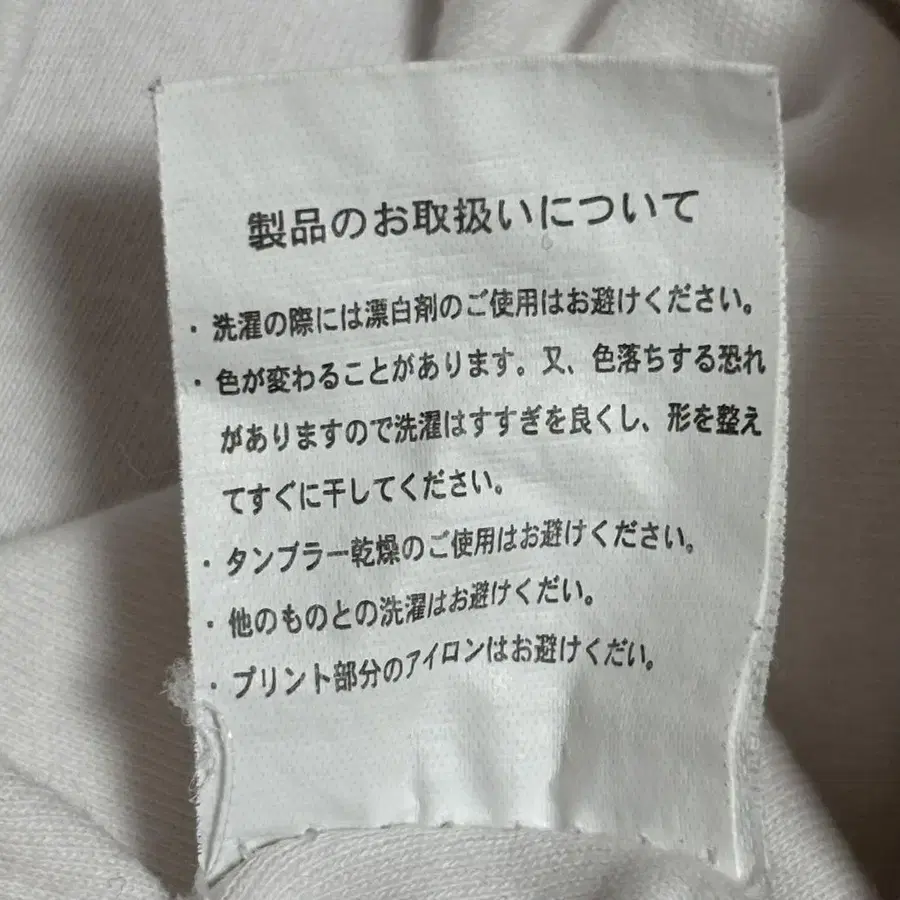 製品のお取扱いについて
・洗濯の際には漂白剤のご使用はお避けください。
・色が変わることがあります。又、色落ちする恐れ
がありますので洗濯はすすぎを良くし、形を整え
てすぐに干してください。
・タンブラー乾燥のご使用はお避けください。
・他のものとの洗濯はお避けくだい。
・プリント部分のアイロンはお避けくだい。